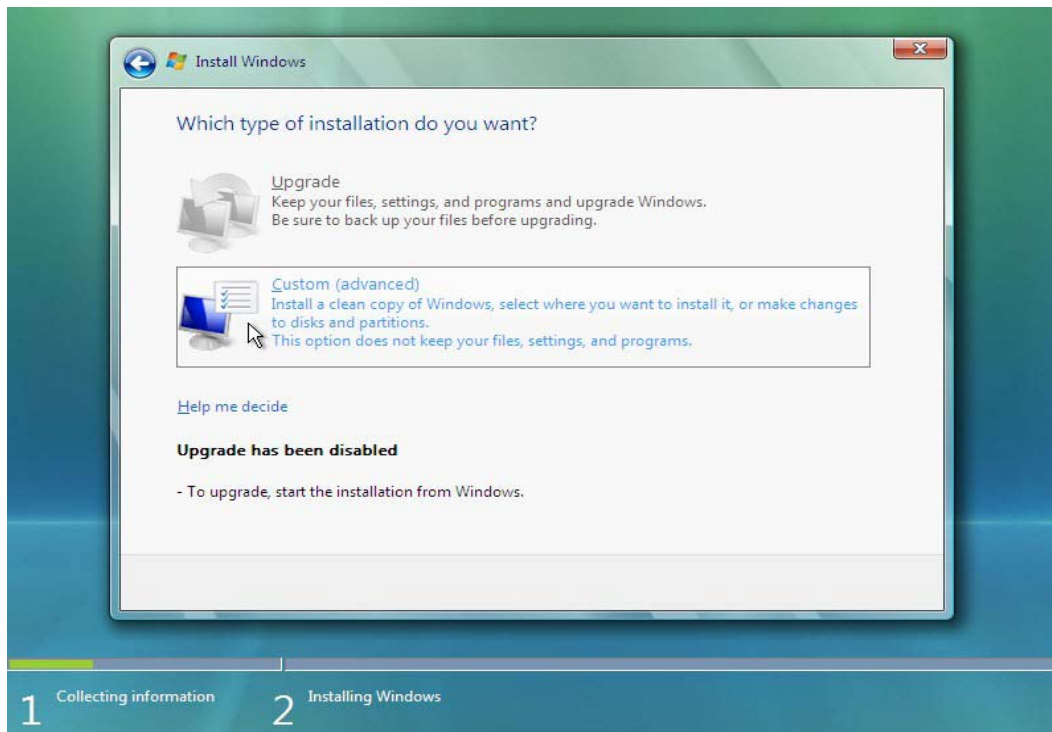 Install Windows
Which type of installation do you want?
Upgrade
Keep your files, settings, and programs and upgrade Windows.
Be sure to back up your files before upgrading.
Custom (advanced)
Install a clean copy of Windows, select where you want to install it, or make changes
to disks and partitions.
This option does not keep your files, settings, and programs.
Help me decide
Upgrade has been disabled
- To upgrade, start the installation from Windows.
1 Collecting information
2 Installing Windows